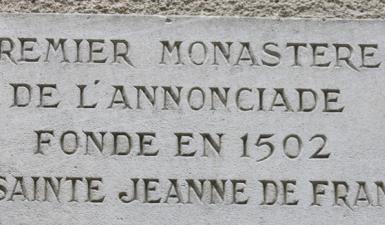 REMIER MONASTERE
DE L'ANNONCIADE
FONDE EN 1502
SAINTE JEANNE DE FRAN